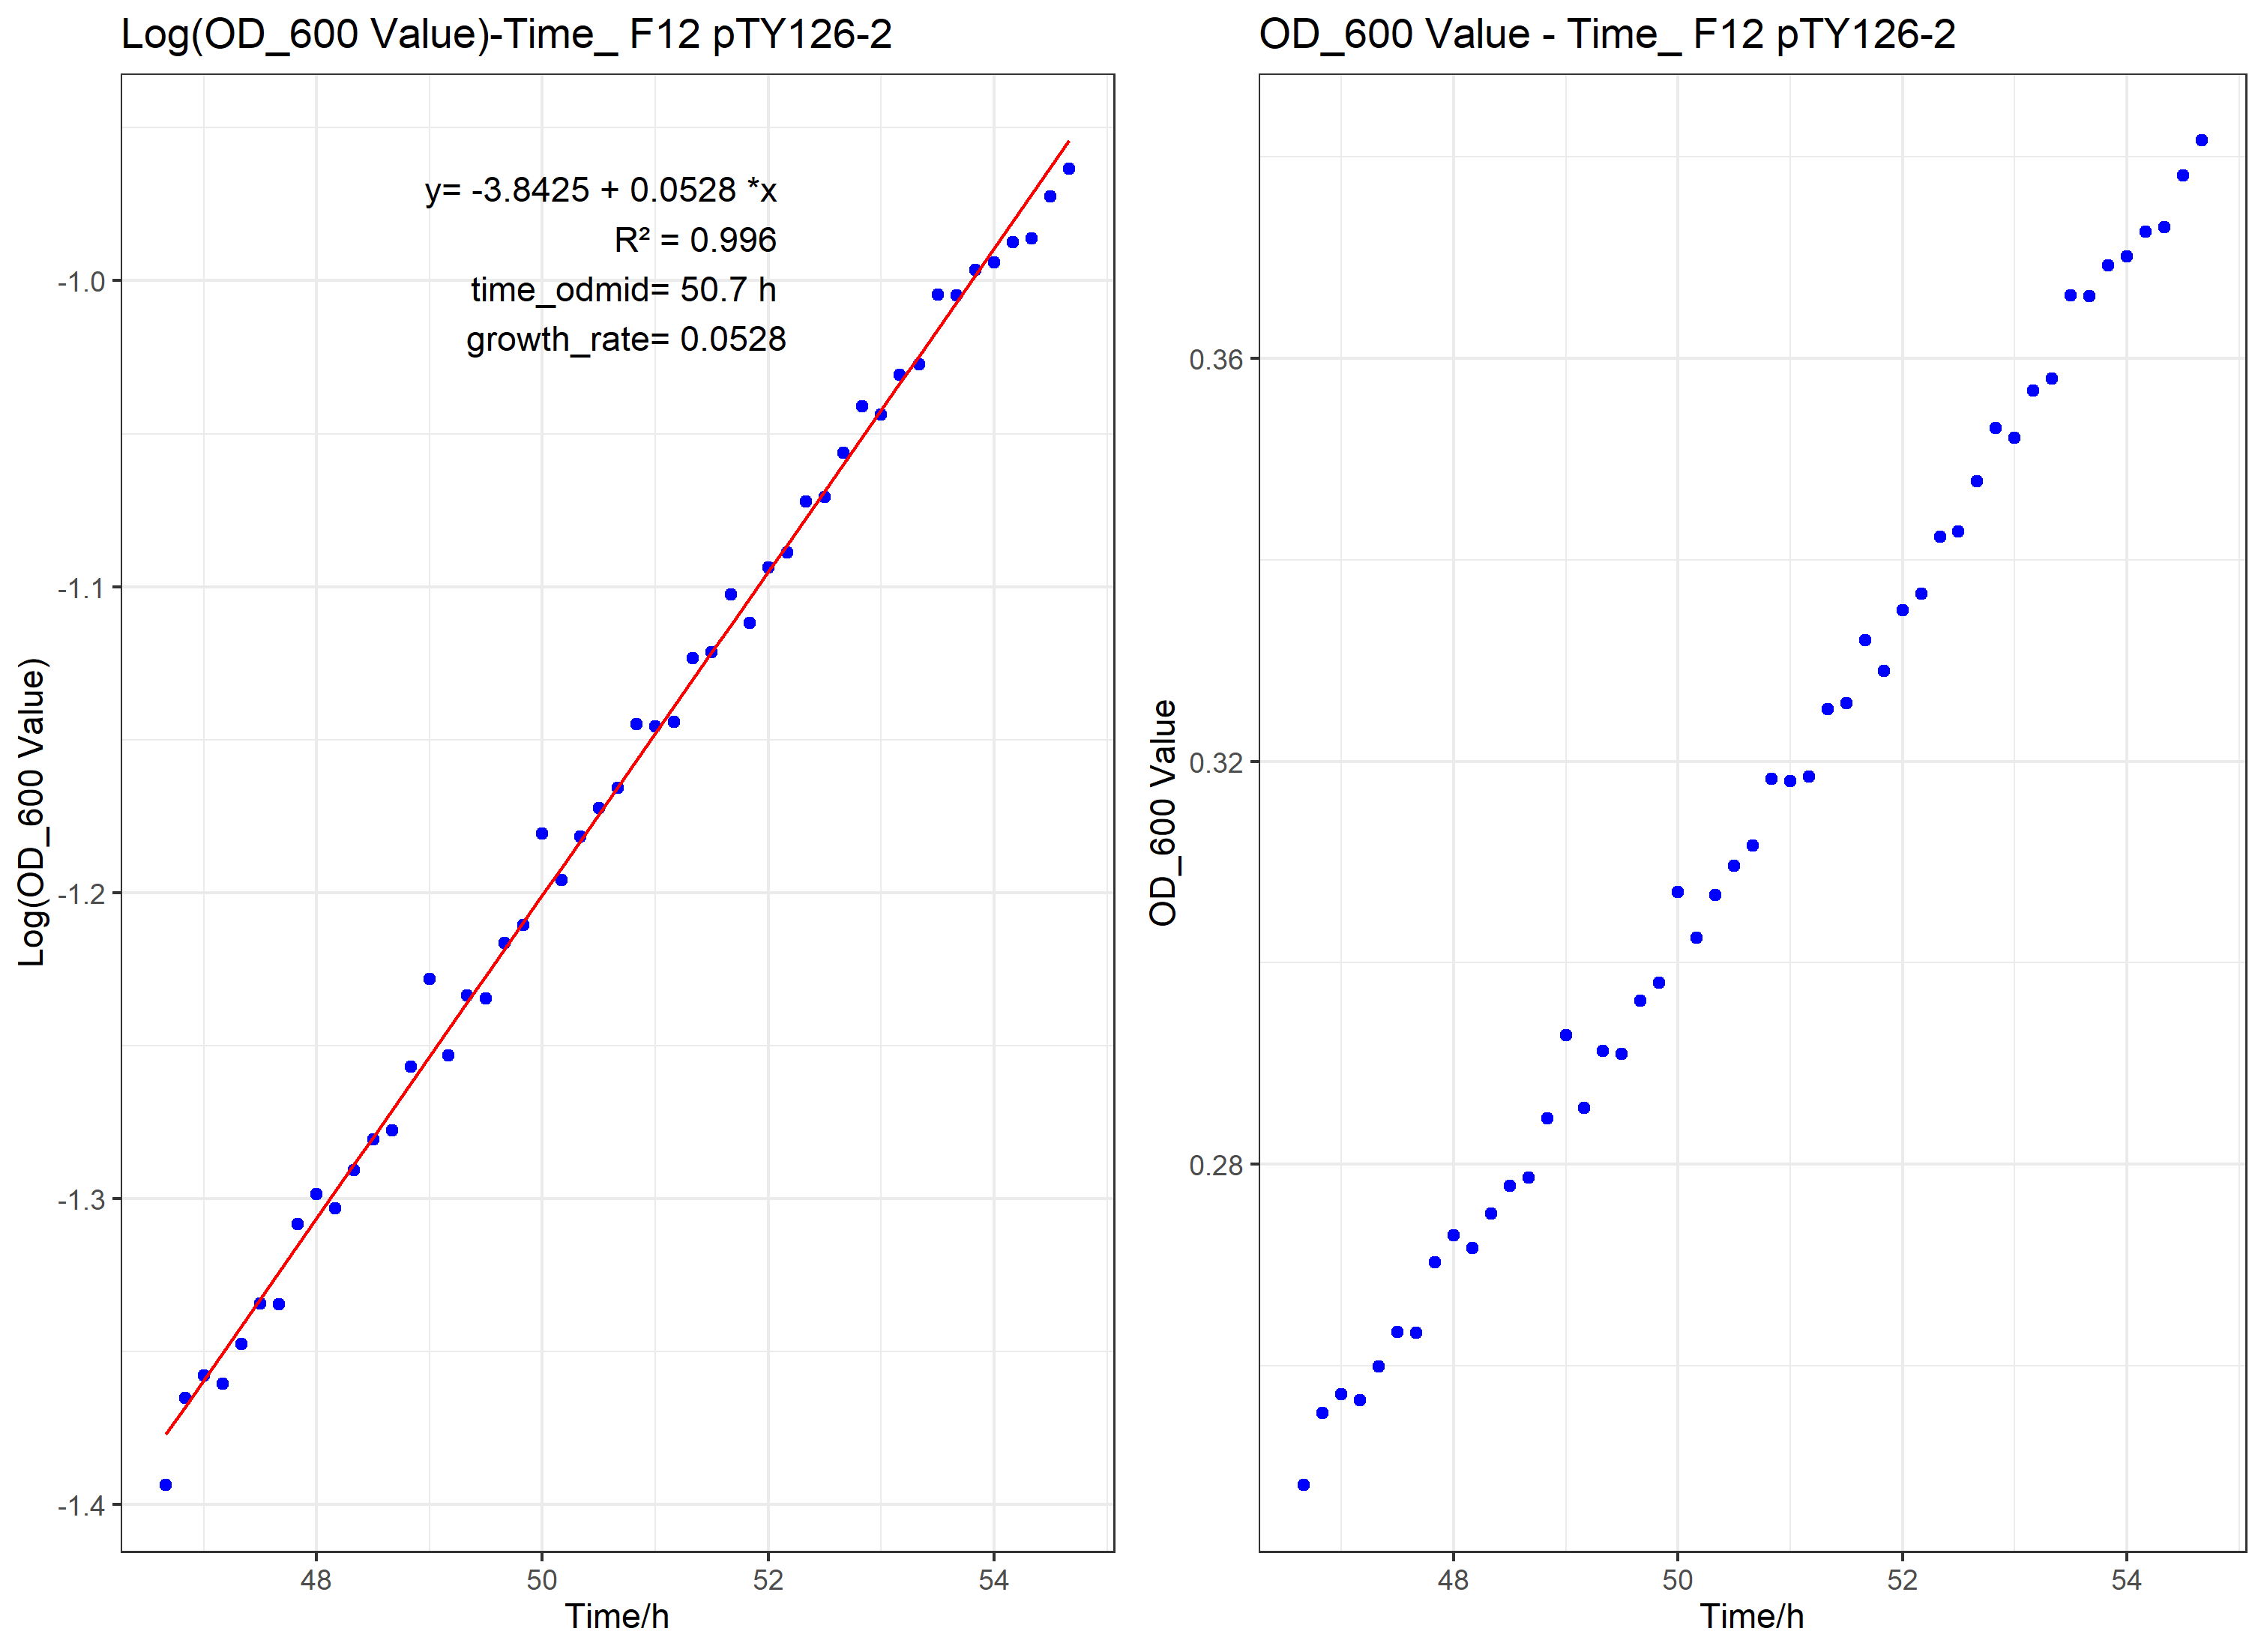 Log(OD_600 Value)-Time_ F12 pTY126-2
y= -3.8425 + 0.0528 *x
R² = 0.996
time_odmid= 50.7 h
growth_rate= 0.0528
-1.0
-1.1
-1.2
-1.3
-1.4
Log(OD_600 Value)
48 50 52 54
Time/h
OD_600 Value - Time_ F12 pTY126-2
0.36
0.32
0.28
OD_600 Value
48 50 52 54
Time/h